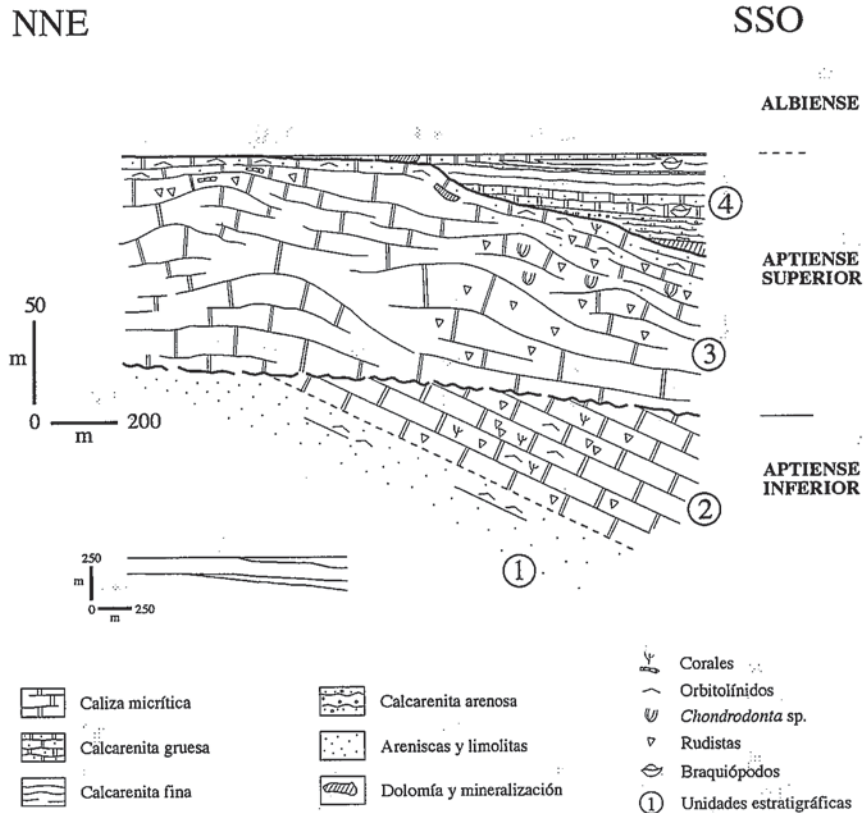 NNE
SSO
ALBIENSE
APTIENSE
SUPERIOR
APTIENSE
INFERIOR
4
3
2
1
50
m
0
m
200
250
m
0
m
250
Caliza micrítica
Calcarenita gruesa
Calcarenita fina
Calcarenita arenosa
Areniscas y limolitas
Dolomía y mineralización
Corales
Orbitolínidos
Chondrodonta sp.
Rudistas
Braquiópodos
1 Unidades estratigráficas